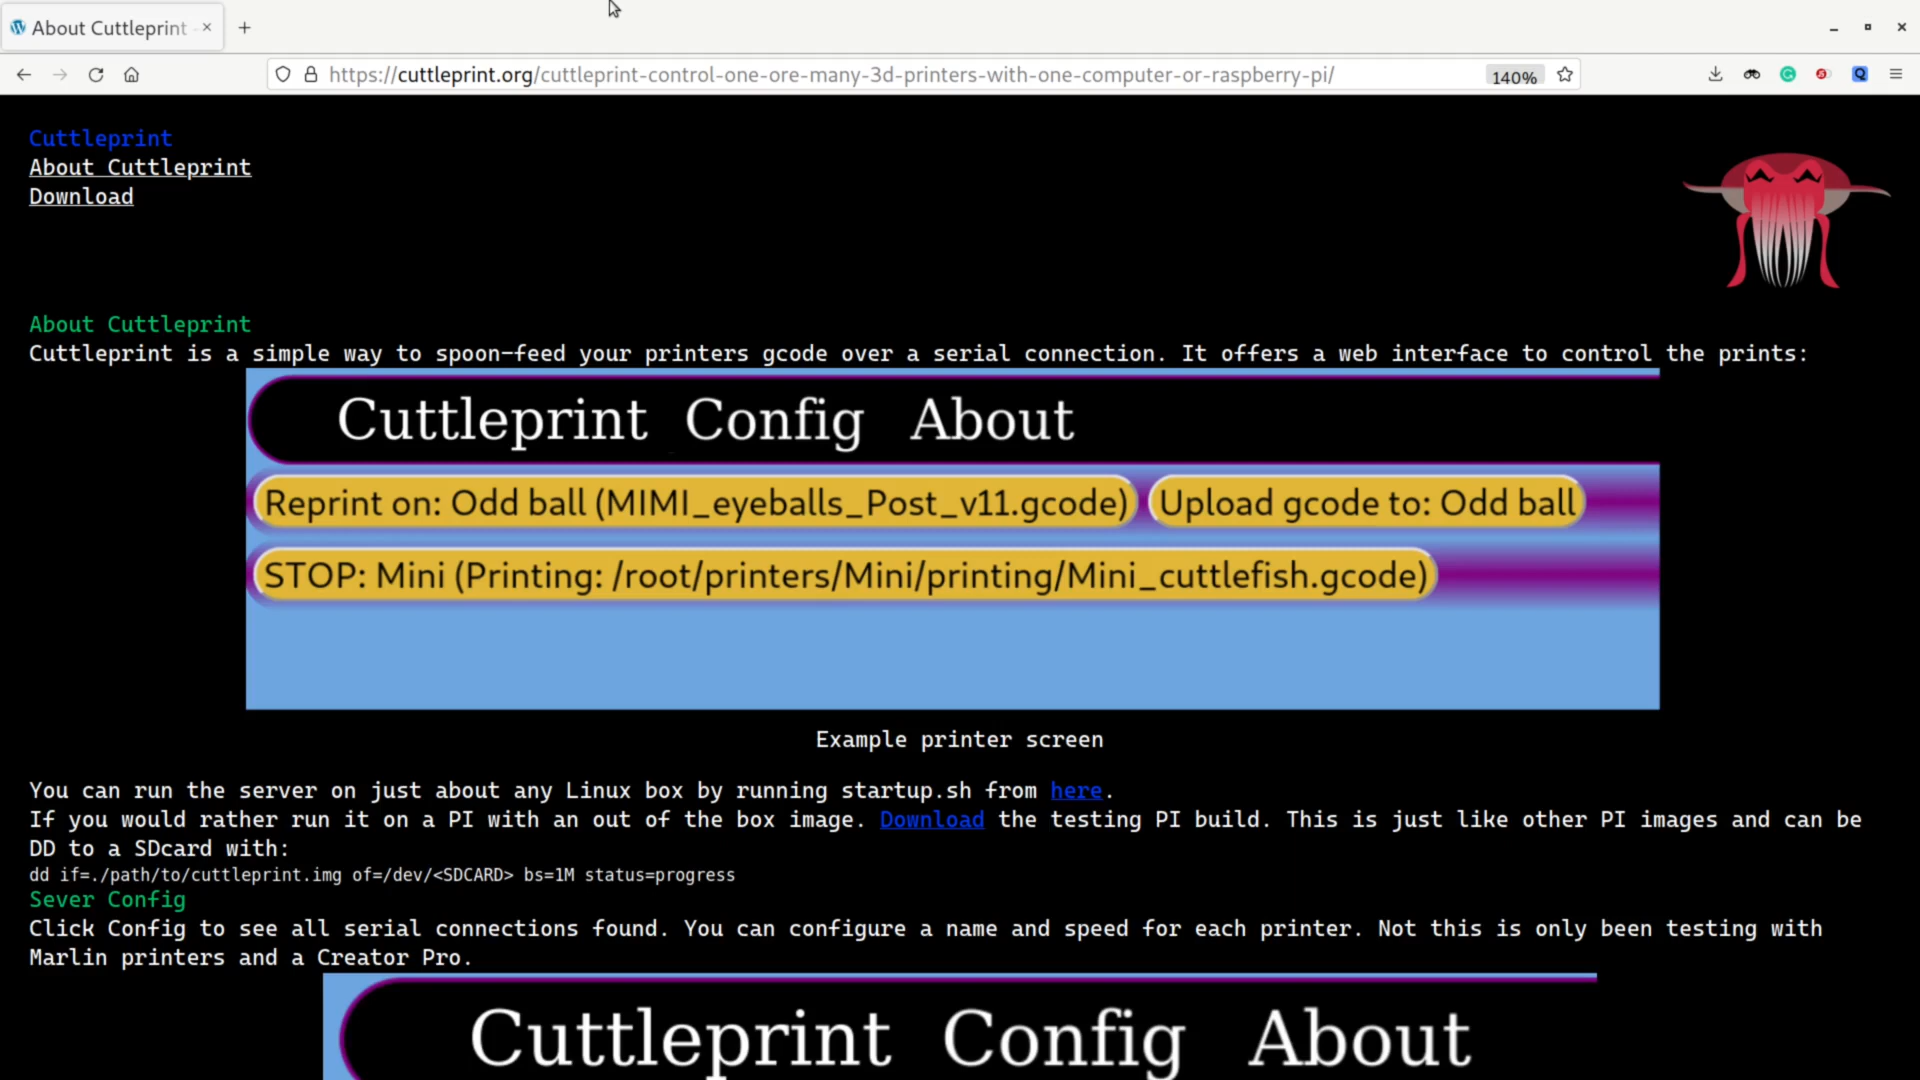 About Cuttleprint
https://cuttleprint.org/cuttleprint-control-one-ore-many-3d-printers-with-one-computer-or-raspberry-pi/
140%
Cuttleprint
About Cuttleprint
Download
About Cuttleprint
Cuttleprint is a simple way to spoon-feed your printers gcode over a serial connection. It offers a web interface to control the prints:
Cuttleprint Config About
Reprint on: Odd ball (MIMI_eyeballs_Post_v11.gcode) Upload gcode to: Odd ball
STOP: Mini (Printing: /root/printers/Mini/printing/Mini_cuttlefish.gcode)
Example printer screen
You can run the server on just about any Linux box by running startup.sh from here.
If you would rather run it on a PI with an out of the box image. Download the testing PI build. This is just like other PI images and can be
DD to a SDcard with:
dd if=./path/to/cuttleprint.img of=/dev/<SDCARD> bs=1M status=progress
Sever Config
Click Config to see all serial connections found. You can configure a name and speed for each printer. Not this is only been testing with
Marlin printers and a Creator Pro.
Cuttleprint Config About